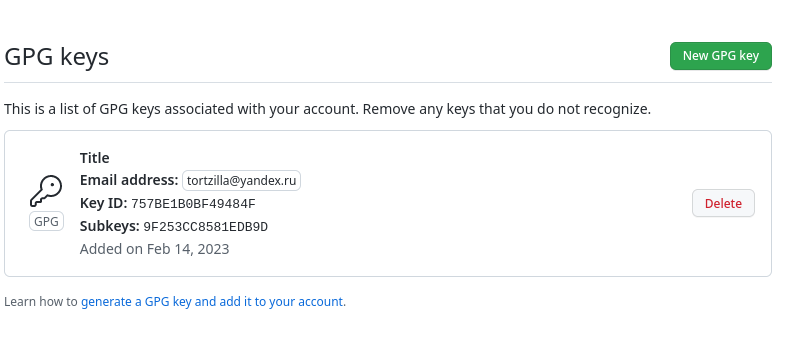 GPG keys
New GPG key
This is a list of GPG keys associated with your account. Remove any keys that you do not recognize.
Title
Email address: tortzilla@yandex.ru
Key ID: 757BE1B0BF49484F
GPG
Subkeys: 9F253CC8581EDB9D
Added on Feb 14, 2023
Delete
Learn how to generate a GPG key and add it to your account.